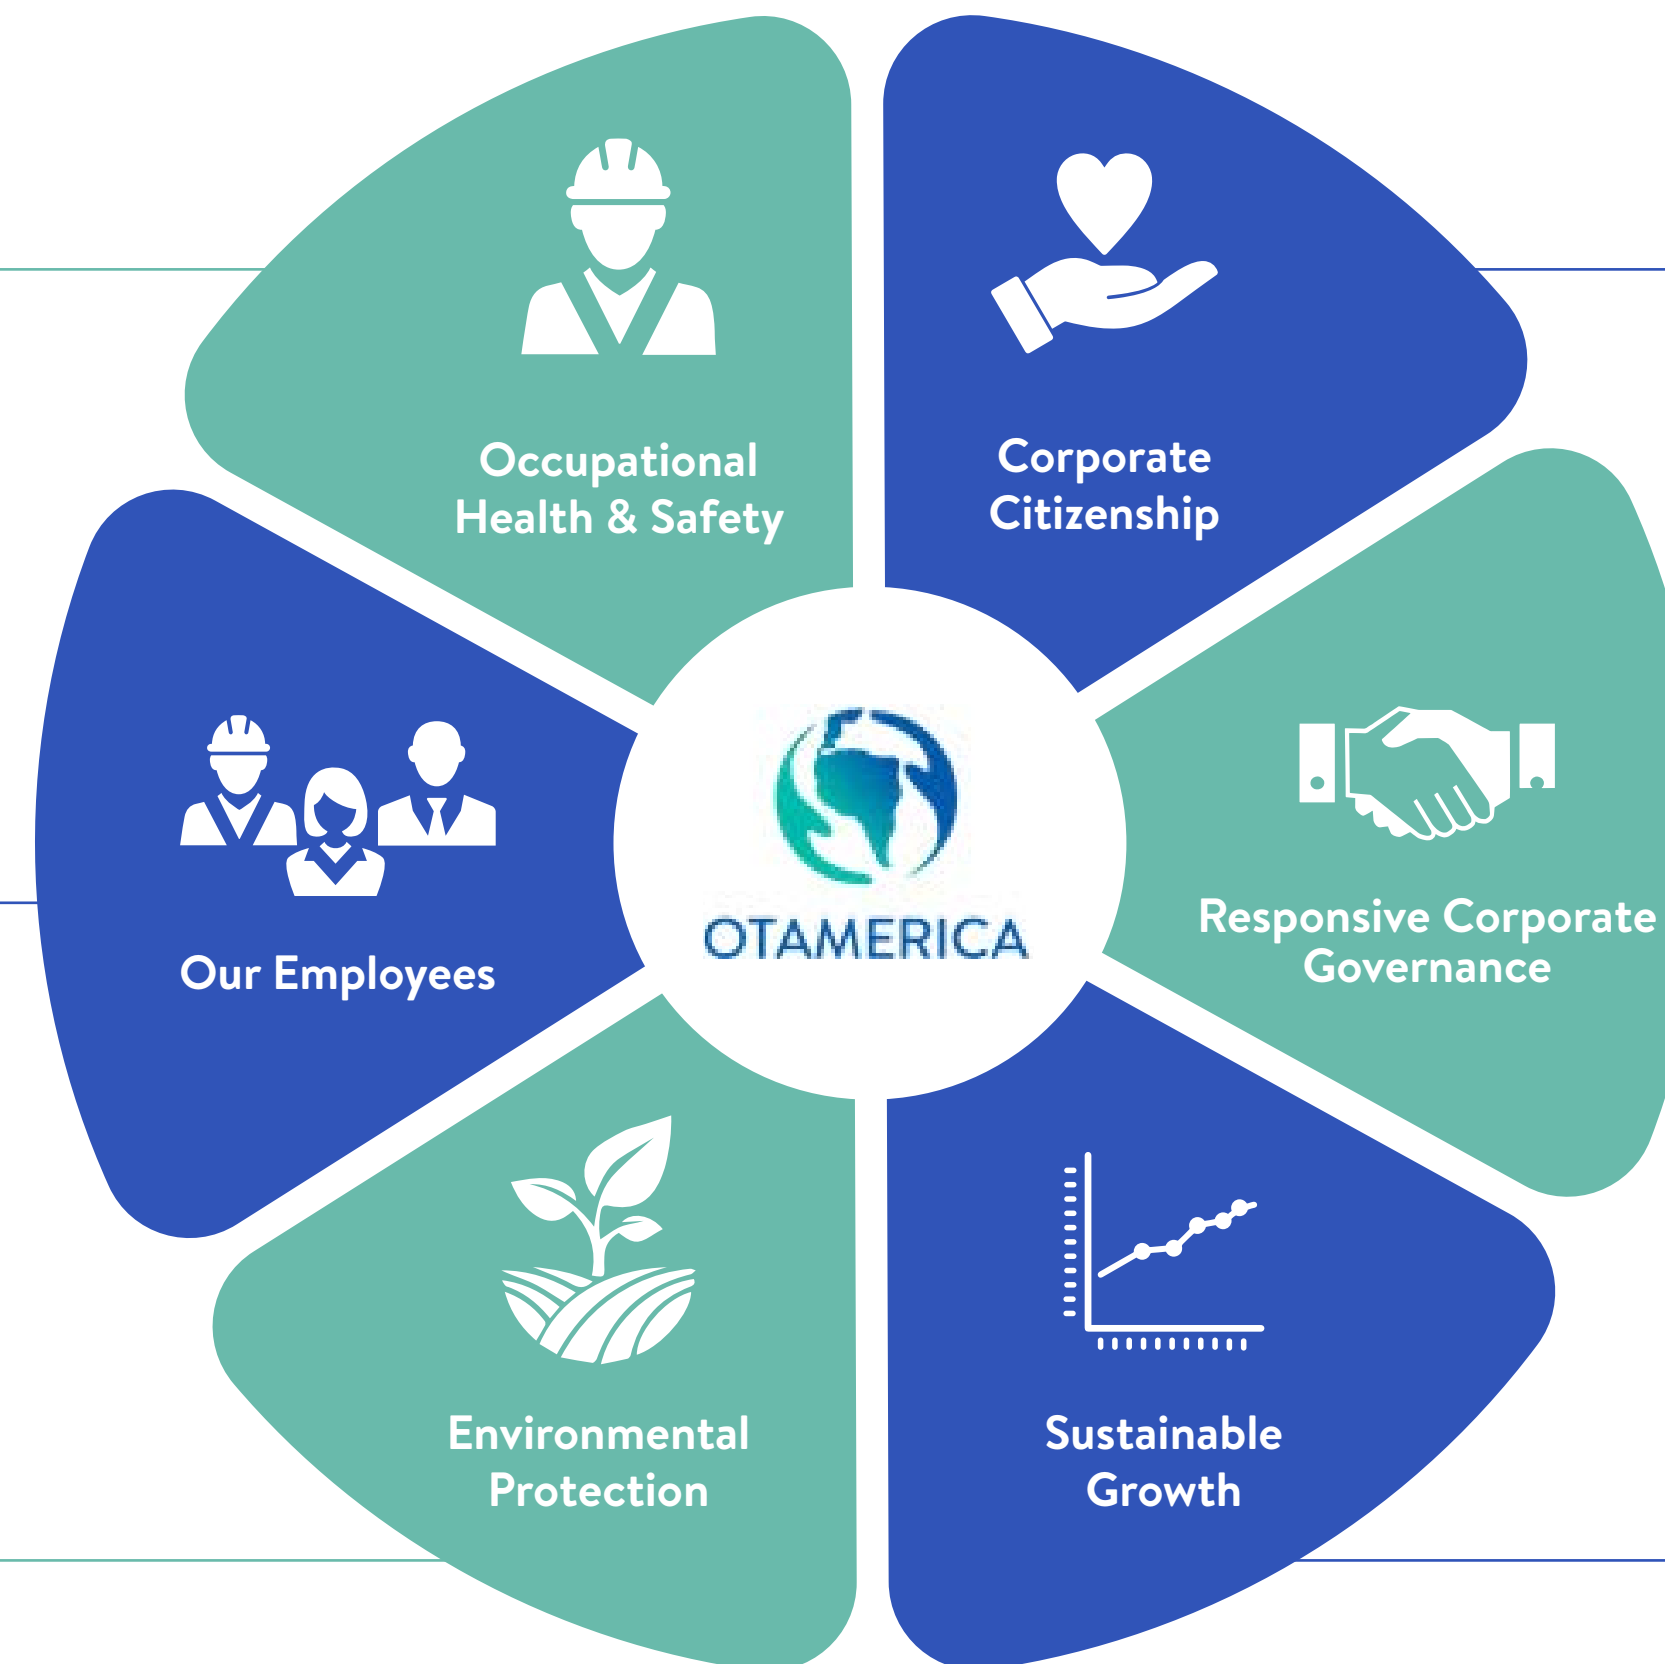 Occupational
Health & Safety
Corporate
Citizenship
Responsive Corporate
Governance
OTAMERICA
Our Employees
Environmental
Protection
Sustainable
Growth